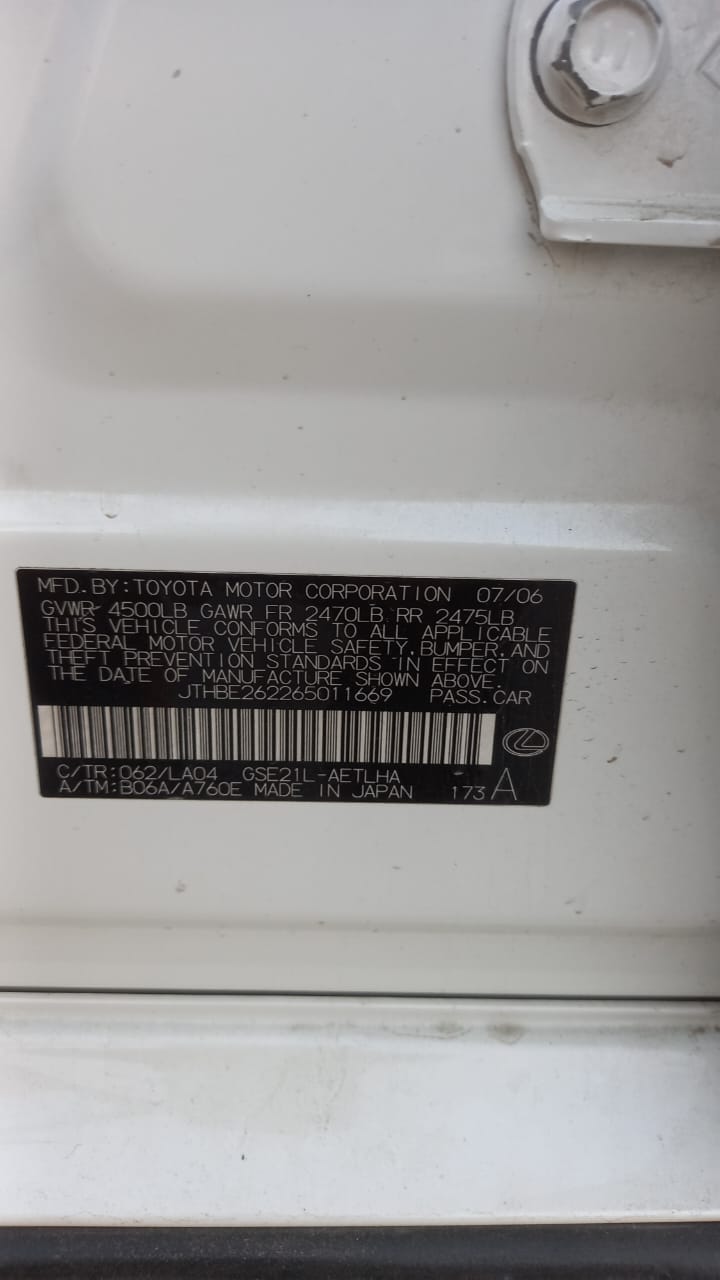 MFD.BY:TOYOTA MOTOR CORPORATION 07/06
GVWR 4500LB GAWR FR 2470LB RR 2475LB
THIS VEHICLE CONFORMS TO ALL APPLICABLE
FEDERAL MOTOR VEHICLE SAFETY,BUMPER,AND
THEFT PREVENTION STANDARDS IN EFFECT ON
THE DATE OF MANUFACTURE SHOWN ABOVE.
JTHBE262265011669 PASS.CAR
C/TR:062/LA04 GSE21L-AETLHA
A/TM:B06A/A760E MADE IN JAPAN 173 A